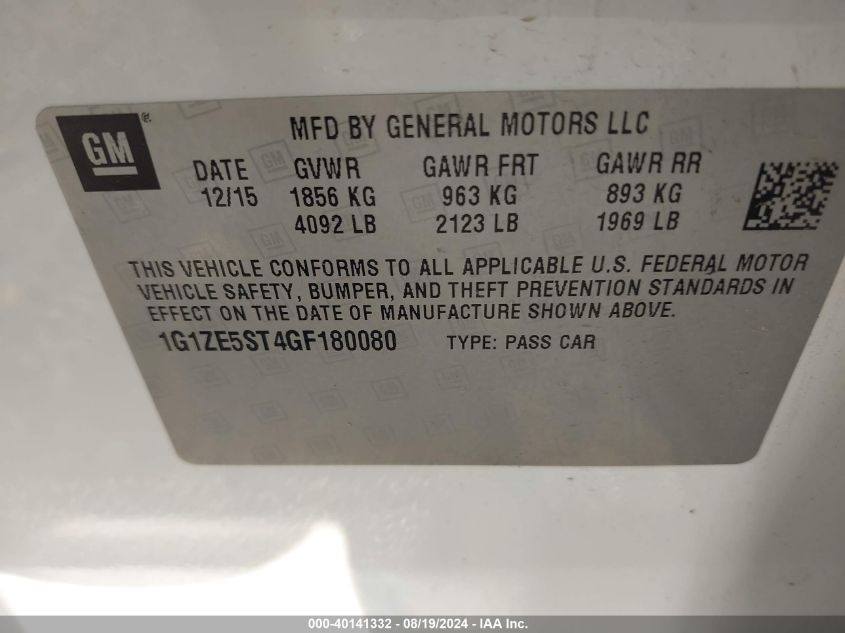 GM®
MFD BY GENERAL MOTORS LLC
DATE GVWR GAWR FRT GAWR RR
12/15 1856 KG 963 KG 893 KG
4092 LB 2123 LB 1969 LB
THIS VEHICLE CONFORMS TO ALL APPLICABLE U.S. FEDERAL MOTOR
VEHICLE SAFETY, BUMPER, AND THEFT PREVENTION STANDARDS IN
EFFECT ON THE DATE OF MANUFACTURE SHOWN ABOVE.
1G1ZE5ST4GF180080 TYPE: PASS CAR
000-40141332 - 08/19/2024 - IAA Inc.